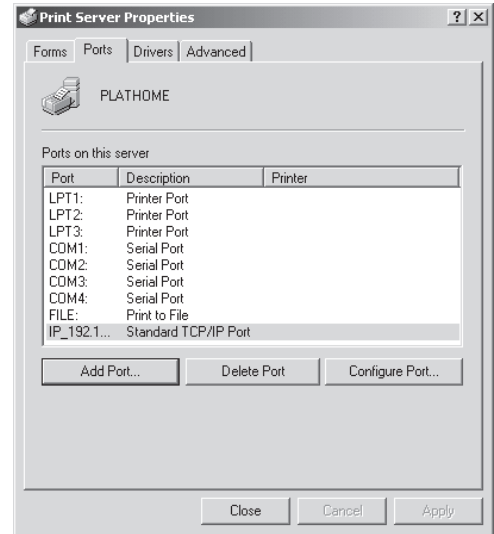 Print Server Properties ? ×
Forms Ports Drivers Advanced
PLATHOME
Ports on this server
Port Description Printer
LPT1: Printer Port
LPT2: Printer Port
LPT3: Printer Port
COM1: Serial Port
COM2: Serial Port
COM3: Serial Port
COM4: Serial Port
FILE: Print to File
IP_192.1... Standard TCP/IP Port
Add Port... Delete Port Configure Port...
Close Cancel Apply